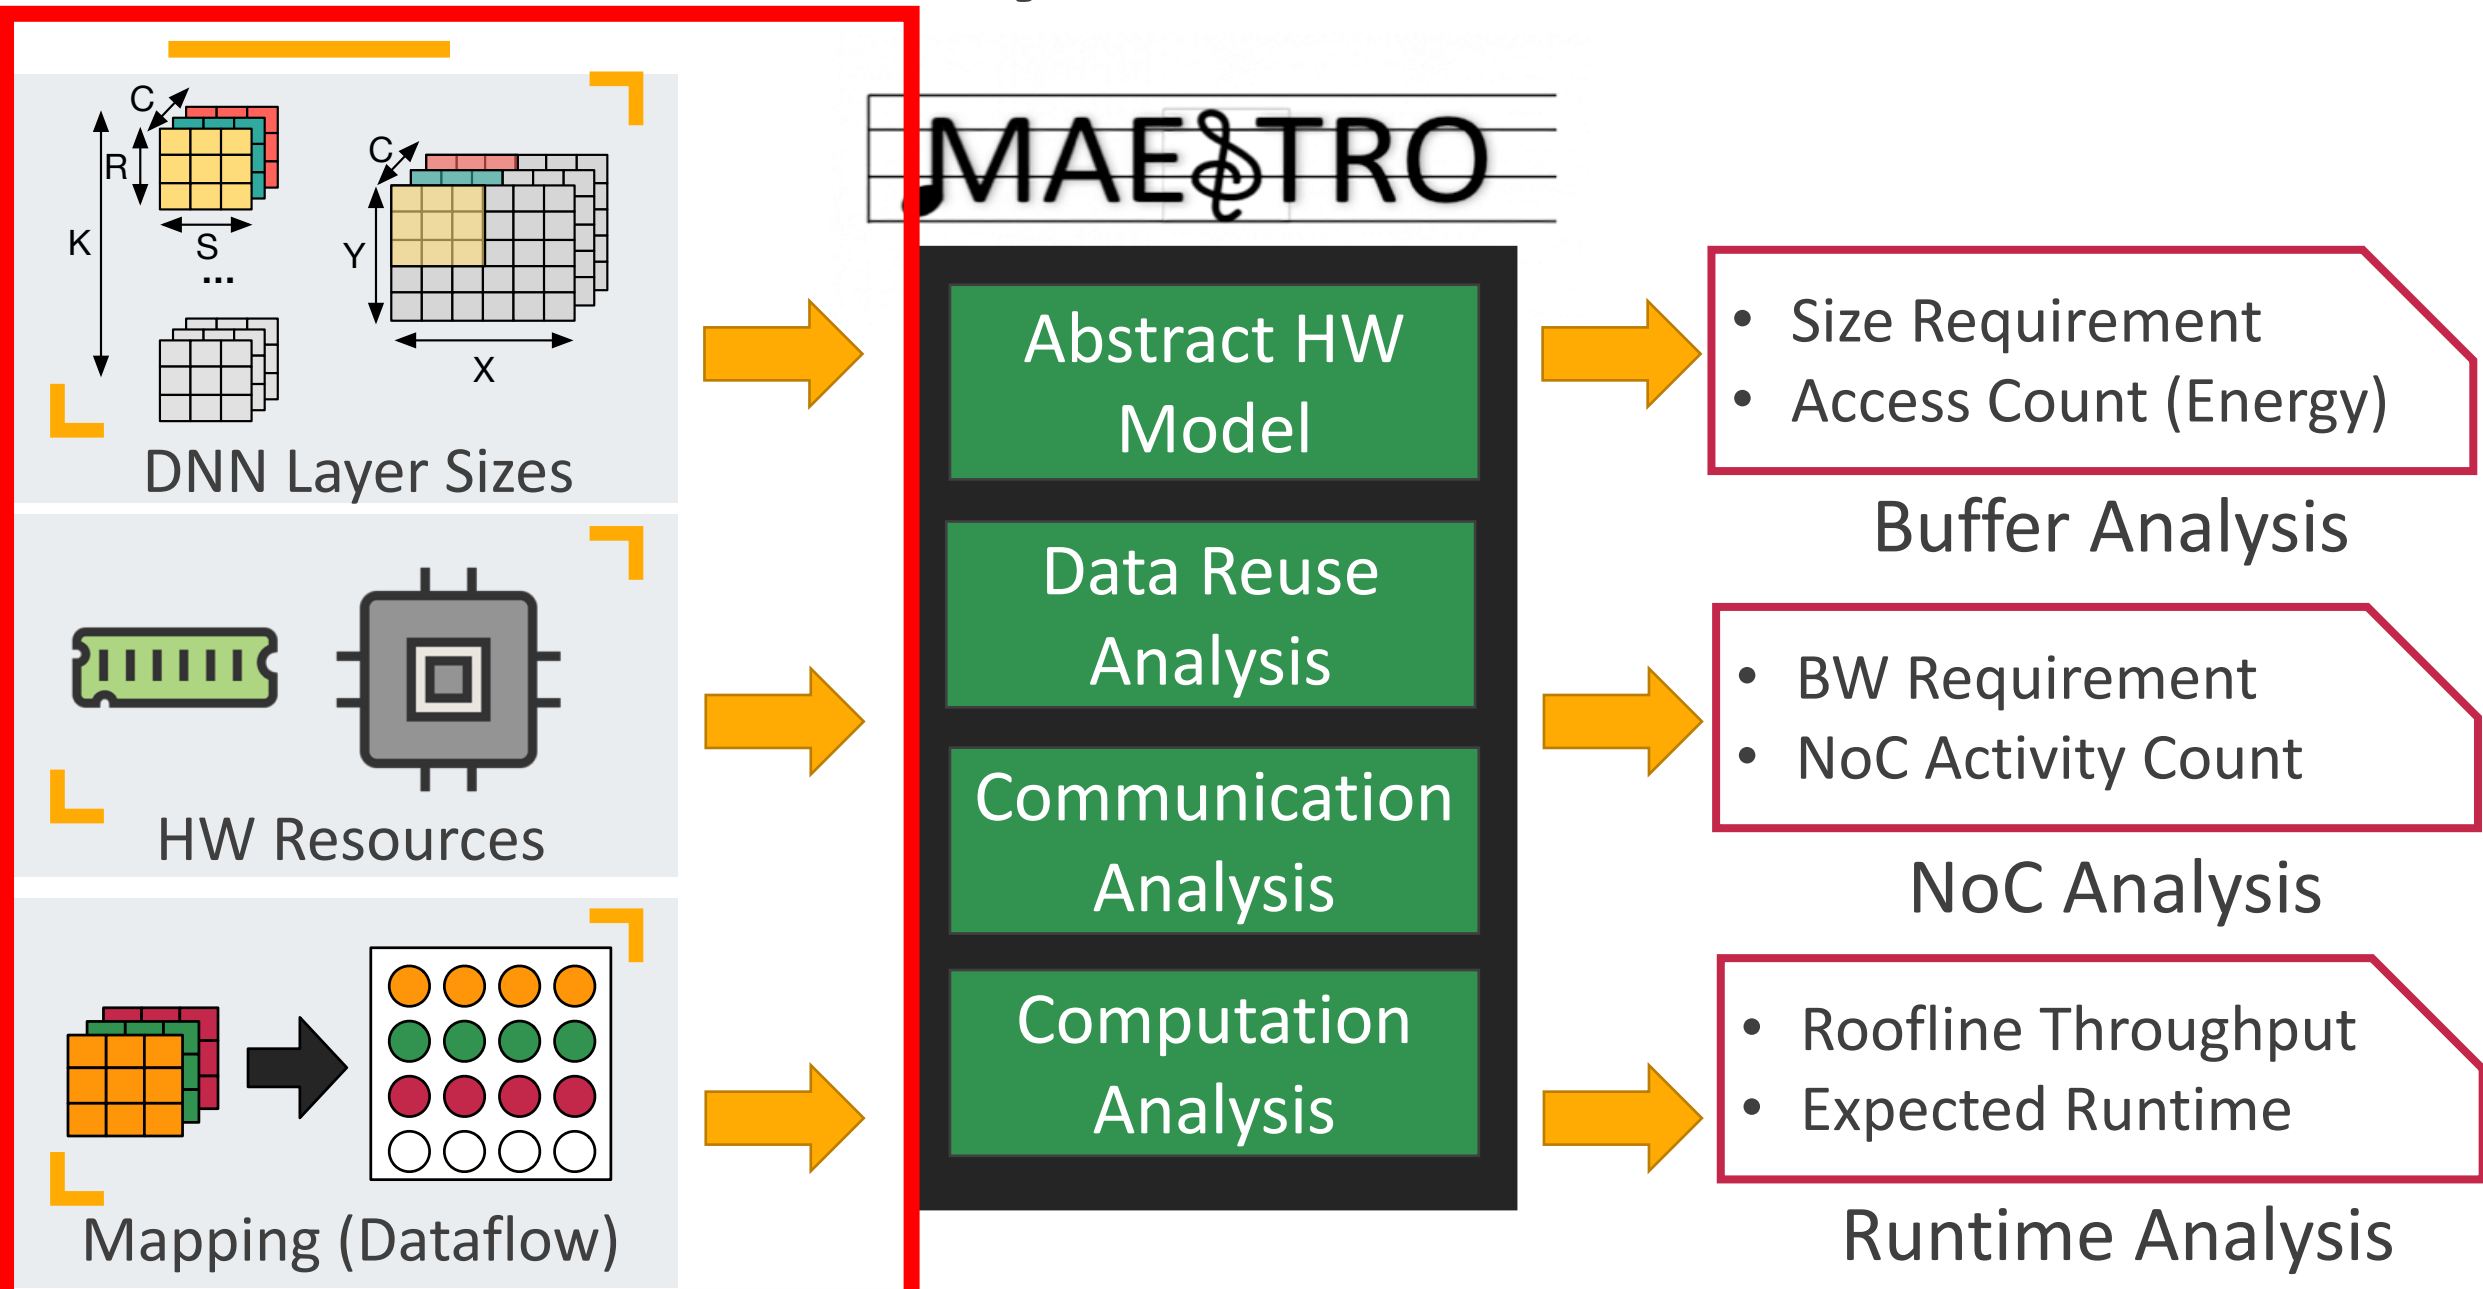 C
R
K
S
...
C
Y
X
DNN Layer Sizes
HW Resources
Mapping (Dataflow)
MAESTRO
Abstract HW
Model
Data Reuse
Analysis
Communication
Analysis
Computation
Analysis
• Size Requirement
• Access Count (Energy)
Buffer Analysis
• BW Requirement
• NoC Activity Count
NoC Analysis
• Roofline Throughput
• Expected Runtime
Runtime Analysis